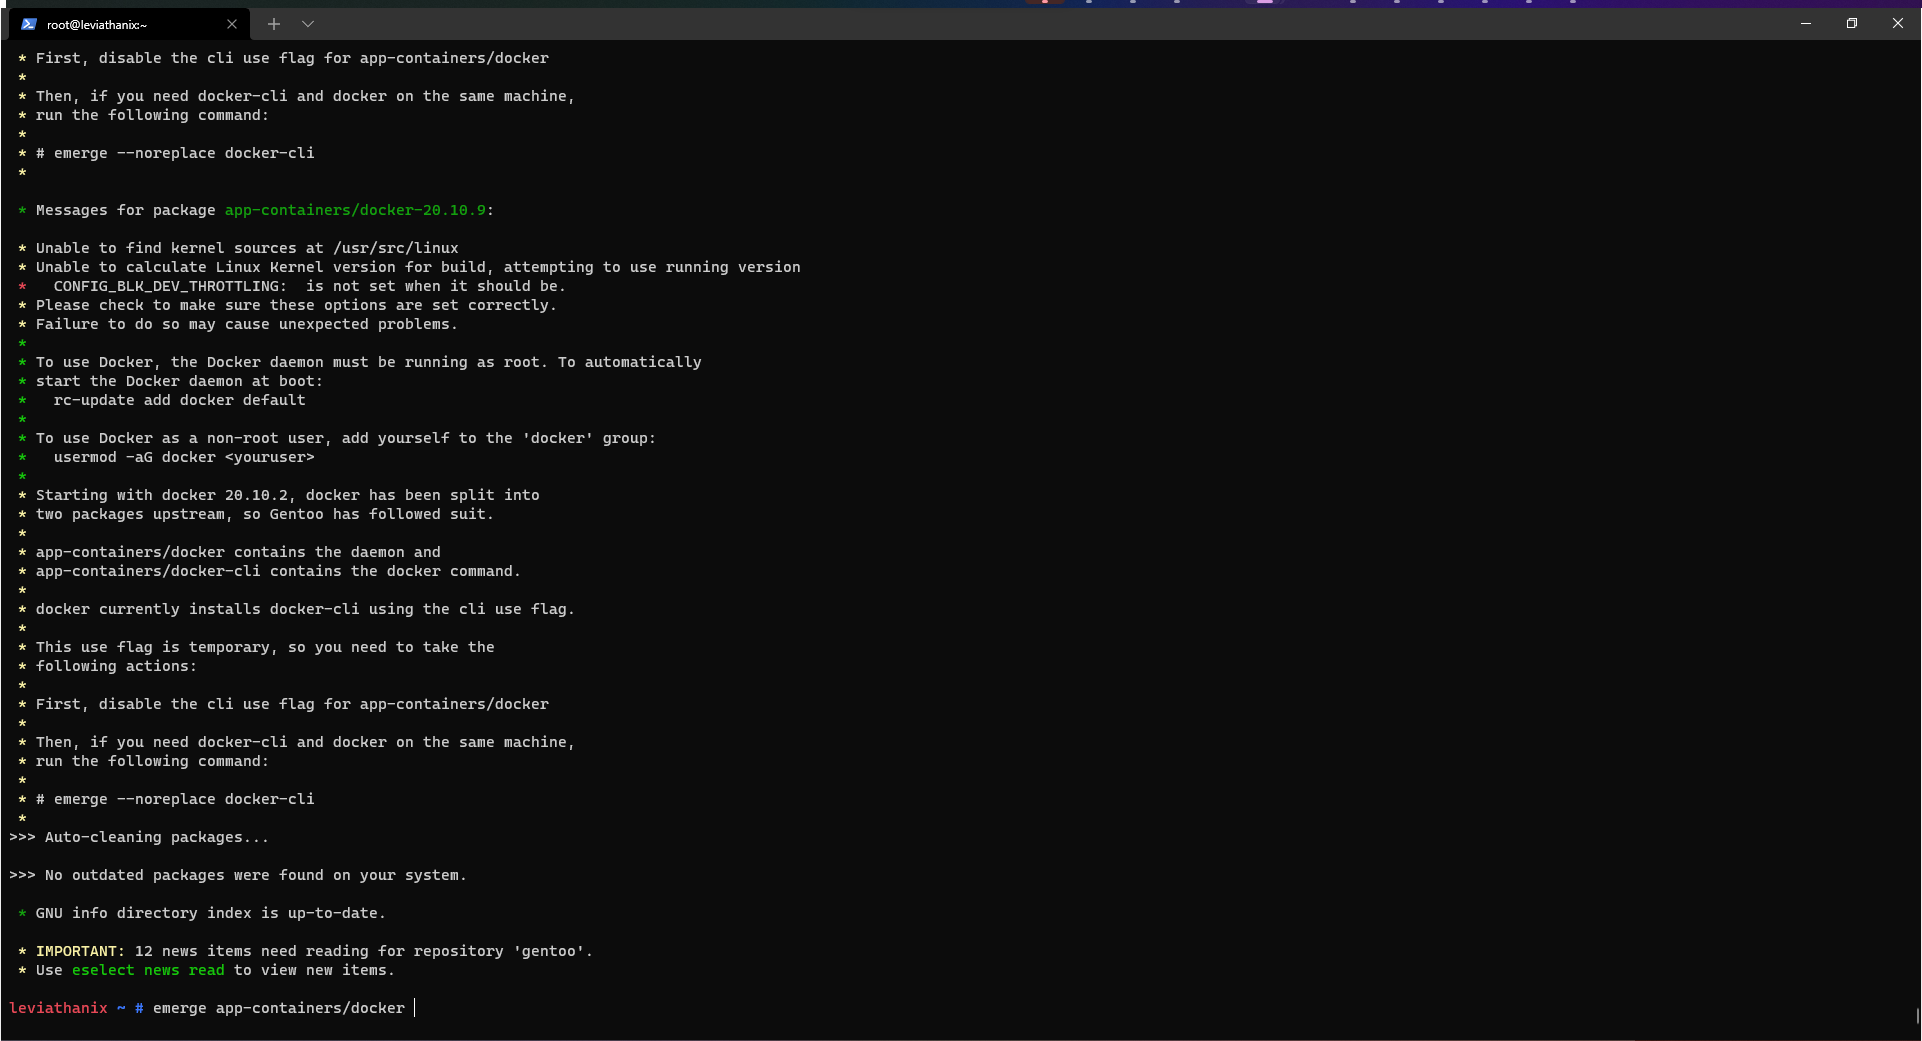 root@leviathanix:~
* First, disable the cli use flag for app-containers/docker
*
* Then, if you need docker-cli and docker on the same machine,
* run the following command:
*
* # emerge --noreplace docker-cli
*
* Messages for package app-containers/docker-20.10.9:
* Unable to find kernel sources at /usr/src/linux
* Unable to calculate Linux Kernel version for build, attempting to use running version
*   CONFIG_BLK_DEV_THROTTLING:  is not set when it should be.
* Please check to make sure these options are set correctly.
* Failure to do so may cause unexpected problems.
*
* To use Docker, the Docker daemon must be running as root. To automatically
* start the Docker daemon at boot:
*   rc-update add docker default
*
* To use Docker as a non-root user, add yourself to the 'docker' group:
*   usermod -aG docker <youruser>
*
* Starting with docker 20.10.2, docker has been split into
* two packages upstream, so Gentoo has followed suit.
*
* app-containers/docker contains the daemon and
* app-containers/docker-cli contains the docker command.
*
* docker currently installs docker-cli using the cli use flag.
*
* This use flag is temporary, so you need to take the
* following actions:
*
* First, disable the cli use flag for app-containers/docker
*
* Then, if you need docker-cli and docker on the same machine,
* run the following command:
*
* # emerge --noreplace docker-cli
*
>>> Auto-cleaning packages...
>>> No outdated packages were found on your system.
* GNU info directory index is up-to-date.
* IMPORTANT: 12 news items need reading for repository 'gentoo'.
* Use eselect news read to view new items.
leviathanix ~ # emerge app-containers/docker